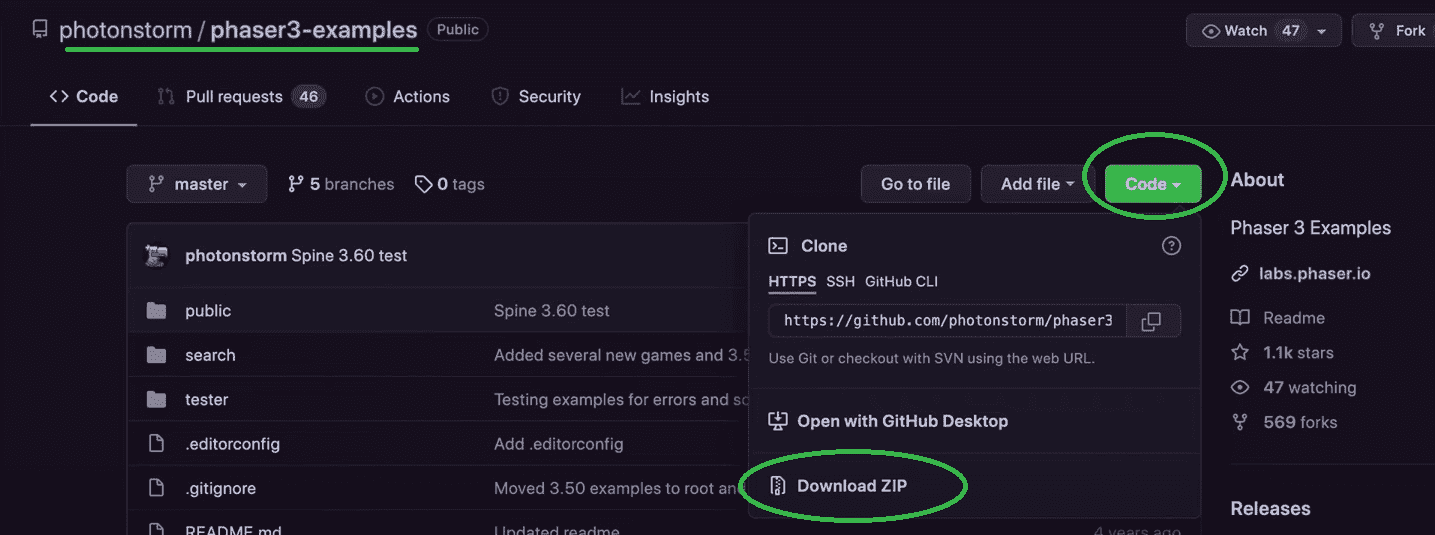 photonstorm / phaser3-examples Public
Watch 47
Fork
Code
Pull requests 46
Actions
Security
Insights
master
5 branches
0 tags
Go to file
Add file
Code
About
Phaser 3 Examples
labs.phaser.io
Readme
1.1k stars
47 watching
569 forks
Releases
photonstorm Spine 3.60 test
public Spine 3.60 test
search Added several new games and 3.5
tester Testing examples for errors and
.editorconfig Add .editorconfig
.gitignore Moved 3.50 examples to root and
README.md Updated readme
4 years ago
Clone
HTTPS SSH GitHub CLI
https://github.com/photonstorm/phaser3
Use Git or checkout with SVN using the web URL.
Open with GitHub Desktop
Download ZIP